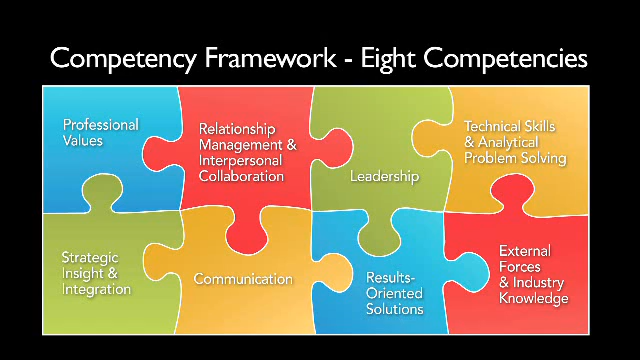 Competency Framework - Eight Competencies
Professional
Values
Relationship
Management &
Interpersonal
Collaboration
Leadership
Technical Skills
& Analytical
Problem Solving
Strategic
Insight &
Integration
Communication
Results-
Oriented
Solutions
External
Forces
& Industry
Knowledge